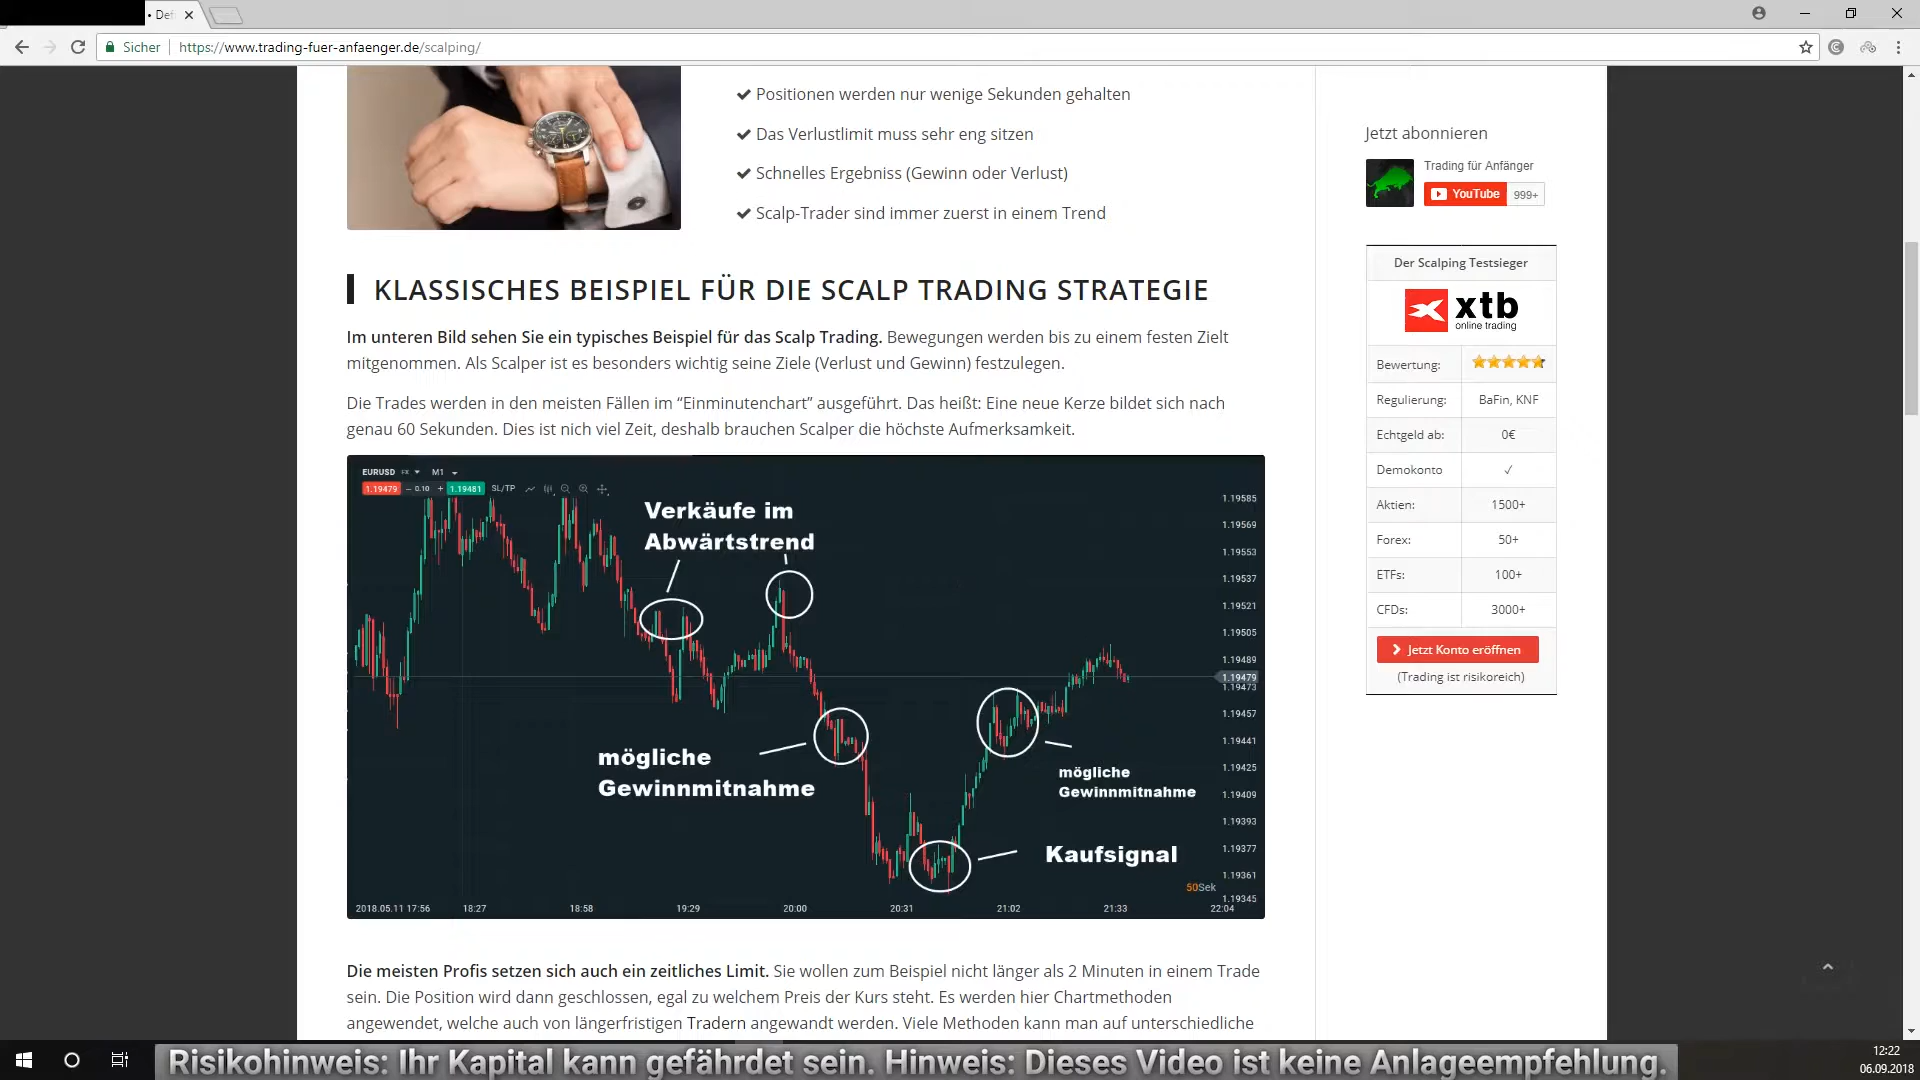 • Def
Sicher
https://www.trading-fuer-anfaenger.de/scalping/
Positionen werden nur wenige Sekunden gehalten
Das Verlustlimit muss sehr eng sitzen
Schnelles Ergebniss (Gewinn oder Verlust)
Scalp-Trader sind immer zuerst in einem Trend
KLASSISCHES BEISPIEL FÜR DIE SCALP TRADING STRATEGIE
Im unteren Bild sehen Sie ein typisches Beispiel für das Scalp Trading. Bewegungen werden bis zu einem festen Zielt
mitgenommen. Als Scalper ist es besonders wichtig seine Ziele (Verlust und Gewinn) festzulegen.
Die Trades werden in den meisten Fällen im “Einminutenchart” ausgeführt. Das heißt: Eine neue Kerze bildet sich nach
genau 60 Sekunden. Dies ist nich viel Zeit, deshalb brauchen Scalper die höchste Aufmerksamkeit.
EURUSD FX M1
1.19479 – 0.10 + 1.19481 SL/TP
Verkäufe im
Abwärtstrend
mögliche
Gewinnmitnahme
mögliche
Gewinnmitnahme
Kaufsignal
50Sek
1.19585
1.19569
1.19553
1.19537
1.19521
1.19505
1.19489
1.19479
1.19473
1.19457
1.19441
1.19425
1.19409
1.19393
1.19377
1.19361
1.19345
2018.05.11 17:56 18:27 18:58 19:29 20:00 20:31 21:02 21:33 22:04
Die meisten Profis setzen sich auch ein zeitliches Limit. Sie wollen zum Beispiel nicht länger als 2 Minuten in einem Trade
sein. Die Position wird dann geschlossen, egal zu welchem Preis der Kurs steht. Es werden hier Chartmethoden
angewendet, welche auch von längerfristigen Tradern angewandt werden. Viele Methoden kann man auf unterschiedliche
Jetzt abonnieren
Trading für Anfänger
YouTube 999+
Der Scalping Testsieger
xtb
online trading
Bewertung:
Regulierung: BaFin, KNF
Echtgeld ab: 0€
Demokonto ✓
Aktien: 1500+
Forex: 50+
ETFs: 100+
CFDs: 3000+
Jetzt Konto eröffnen
(Trading ist risikoreich)
Risikohinweis: Ihr Kapital kann gefährdet sein. Hinweis: Dieses Video ist keine Anlageempfehlung.
12:22
06.09.2018